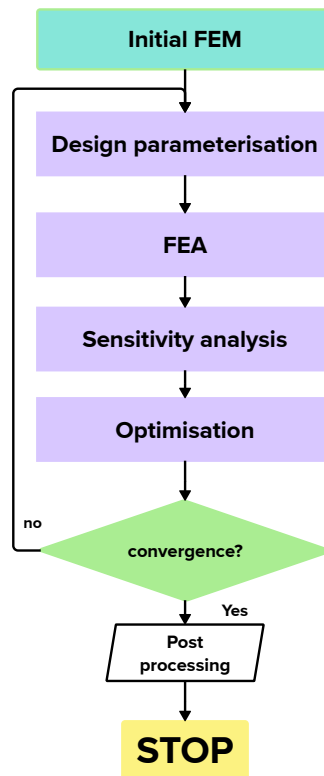 Initial FEM
Design parameterisation
FEA
Sensitivity analysis
Optimisation
no
convergence?
Yes
Post
processing
STOP